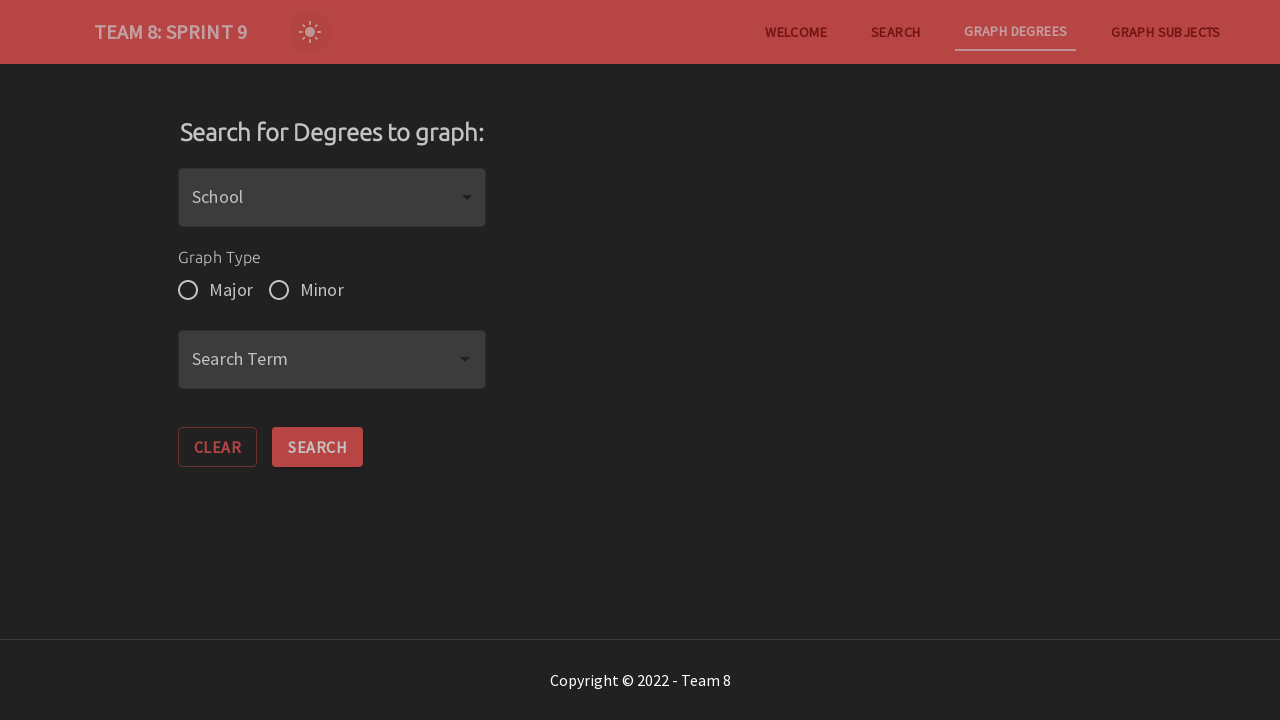 TEAM 8: SPRINT 9
WELCOME
SEARCH
GRAPH DEGREES
GRAPH SUBJECTS
Search for Degrees to graph:
School
Graph Type
Major
Minor
Search Term
CLEAR
SEARCH
Copyright © 2022 - Team 8